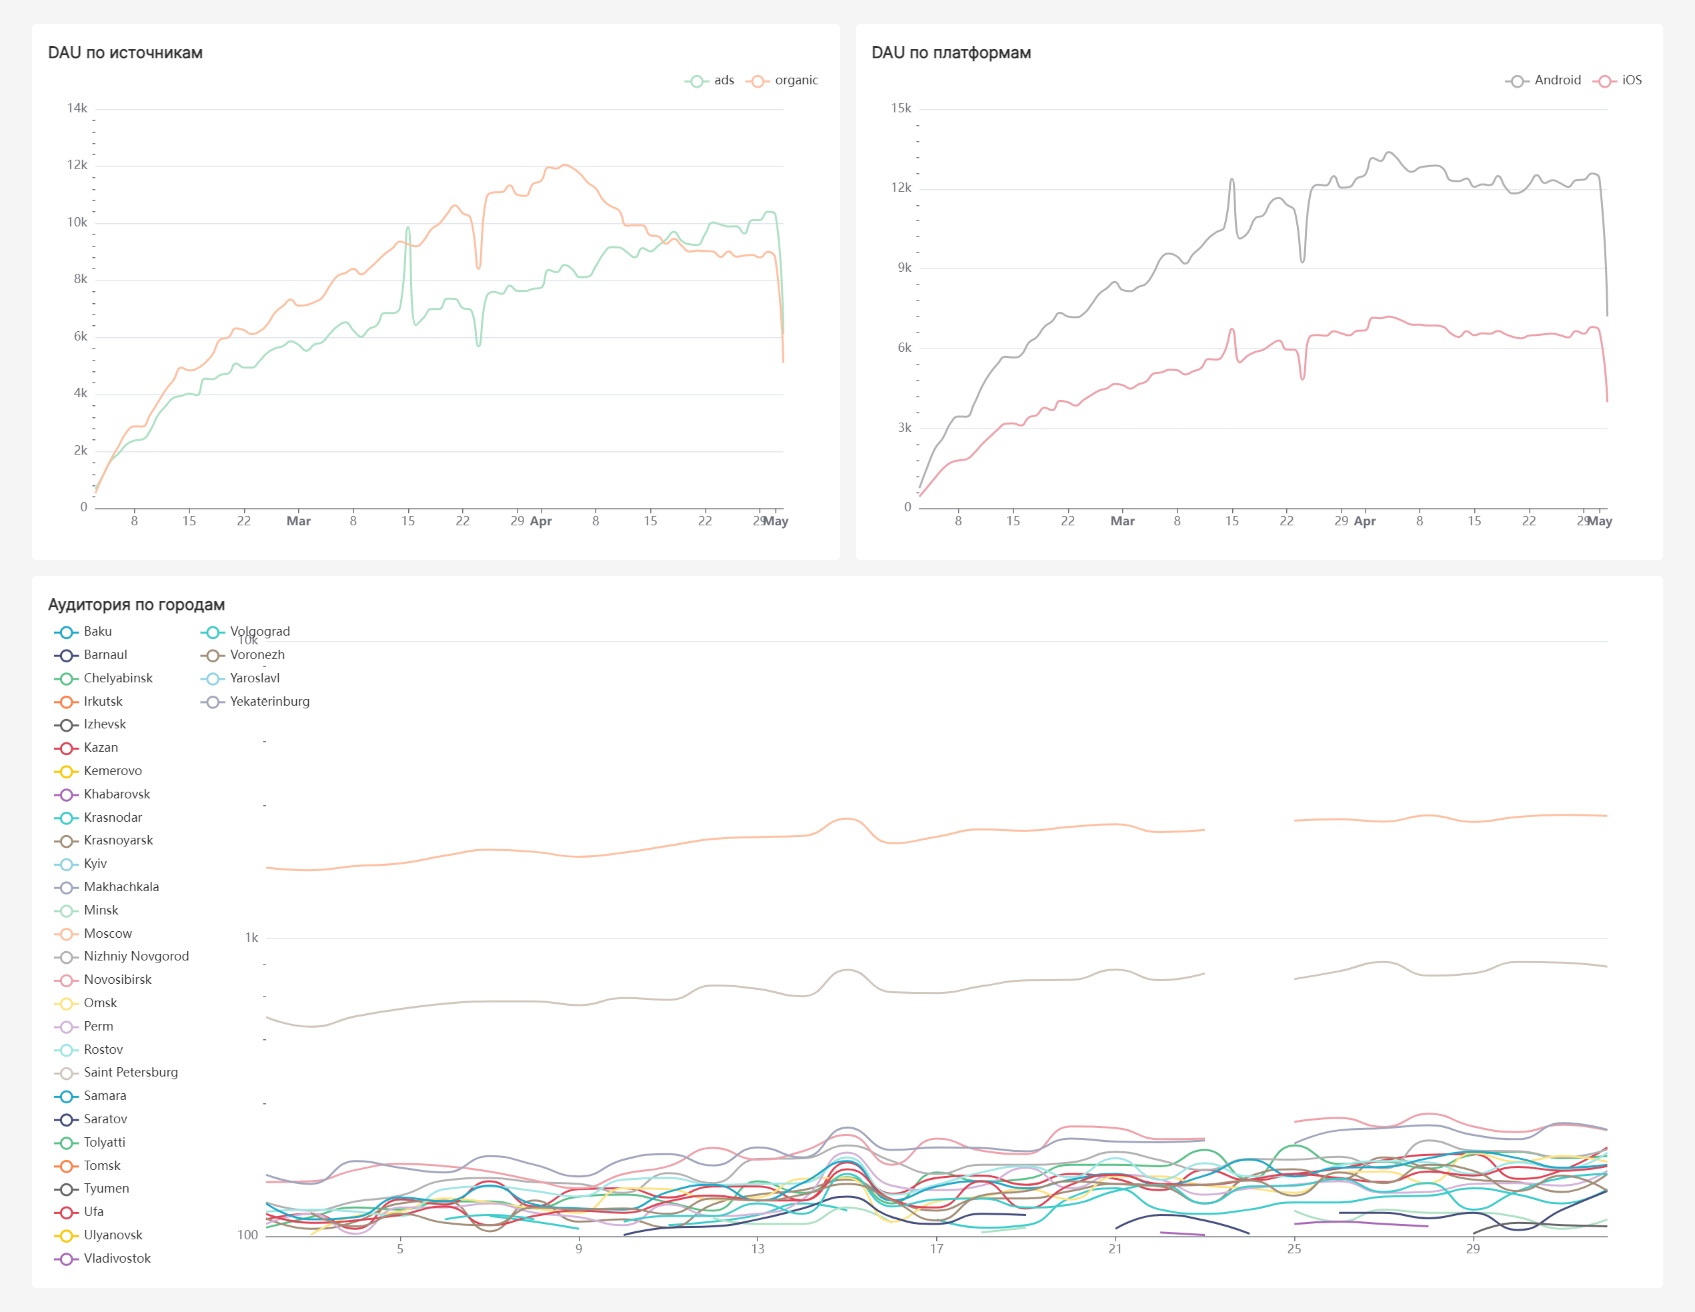 DAU по источникам
ads organic
14k
12k
10k
8k
6k
4k
2k
0
8 15 22 Mar 8 15 22 29 Apr 8 15 22 29 May
DAU по платформам
Android iOS
15k
12k
9k
6k
3k
0
8 15 22 Mar 8 15 22 29 Apr 8 15 22 29 May
Аудитория по городам
Baku
Barnaul
Chelyabinsk
Irkutsk
Izhevsk
Kazan
Kemerovo
Khabarovsk
Krasnodar
Krasnoyarsk
Kyiv
Makhachkala
Minsk
Moscow
Nizhniy Novgorod
Novosibirsk
Omsk
Perm
Rostov
Saint Petersburg
Samara
Saratov
Tolyatti
Tomsk
Tyumen
Ufa
Ulyanovsk
Vladivostok
Volgograd
Voronezh
Yaroslavl
Yekaterinburg
10k
1k
100
5 9 13 17 21 25 29